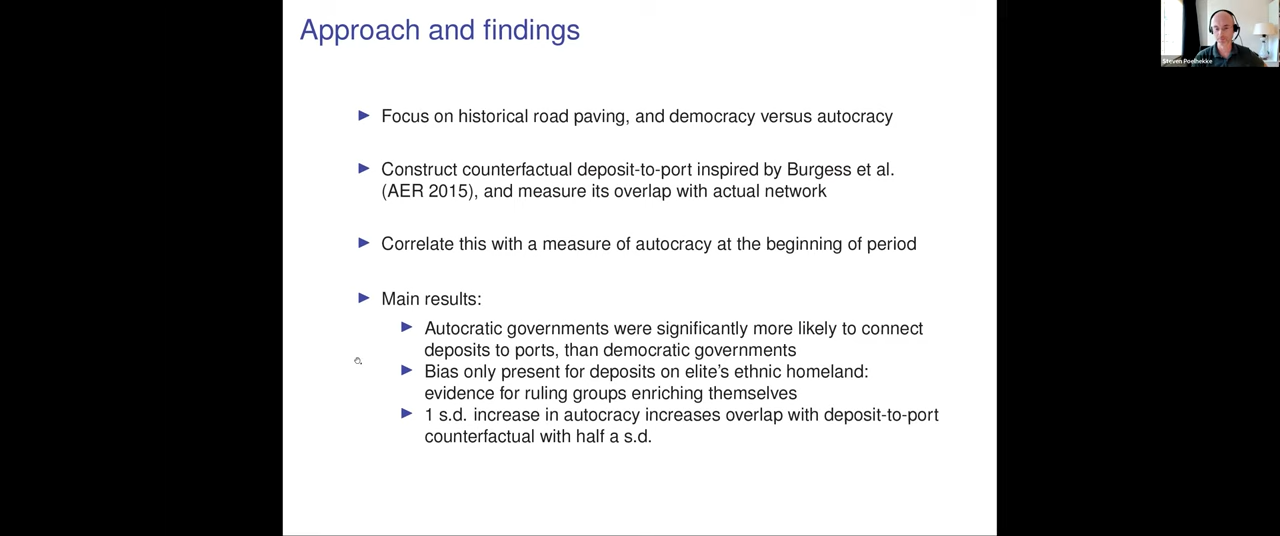 Approach and findings
Steven Poelhekke
► Focus on historical road paving, and democracy versus autocracy
► Construct counterfactual deposit-to-port inspired by Burgess et al.
(AER 2015), and measure its overlap with actual network
► Correlate this with a measure of autocracy at the beginning of period
► Main results:
► Autocratic governments were significantly more likely to connect
deposits to ports, than democratic governments
► Bias only present for deposits on elite's ethnic homeland:
evidence for ruling groups enriching themselves
► 1 s.d. increase in autocracy increases overlap with deposit-to-port
counterfactual with half a s.d.